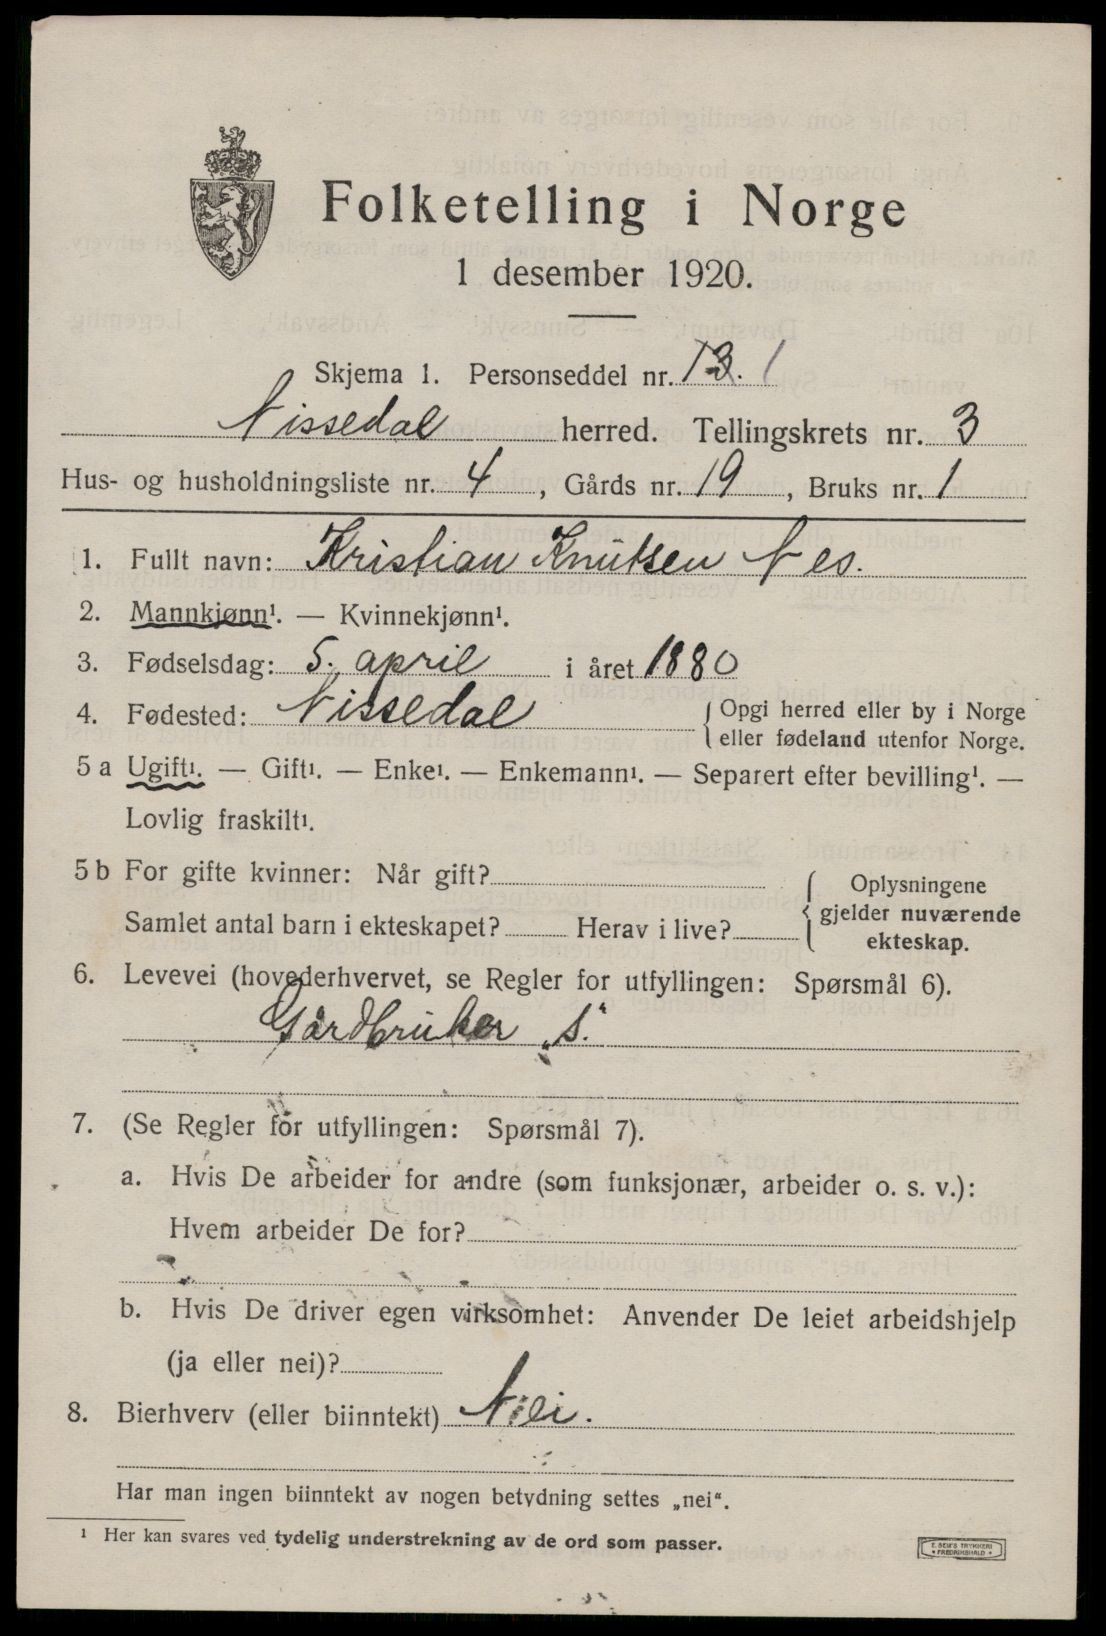 Folketelling i Norge
1 desember 1920.
Skjema 1. Personseddel nr. 13. 1
Nissedal herred. Tellingskrets nr. 3
Hus- og husholdningsliste nr. 4, Gårds nr. 19, Bruks nr. 1
1. Fullt navn: Kristian Knutsen Nes.
2. Mannkjønn¹. — Kvinnekjønn¹.
3. Fødselsdag: 5. april i året 1880
4. Fødested: Nissedal { Opgi herred eller by i Norge
eller fødeland utenfor Norge.
5 a Ugift¹. — Gift¹. — Enke¹. — Enkemann¹. — Separert efter bevilling¹. —
Lovlig fraskilt¹.
5 b For gifte kvinner: Når gift?
Samlet antal barn i ekteskapet? Herav i live?
{ Oplysningene
gjelder nuværende
ekteskap.
6. Levevei (hovederhvervet, se Regler for utfyllingen: Spørsmål 6).
Gårdbruker „S."
7. (Se Regler for utfyllingen: Spørsmål 7).
a. Hvis De arbeider for andre (som funksjonær, arbeider o. s. v.):
Hvem arbeider De for?
b. Hvis De driver egen virksomhet: Anvender De leiet arbeidshjelp
(ja eller nei)?
8. Bierhverv (eller biinntekt) Nei.
Har man ingen biinntekt av nogen betydning settes „nei".
¹ Her kan svares ved tydelig understrekning av de ord som passer.
E. SEM'S TRYKKERI
FREDRIKSHALD